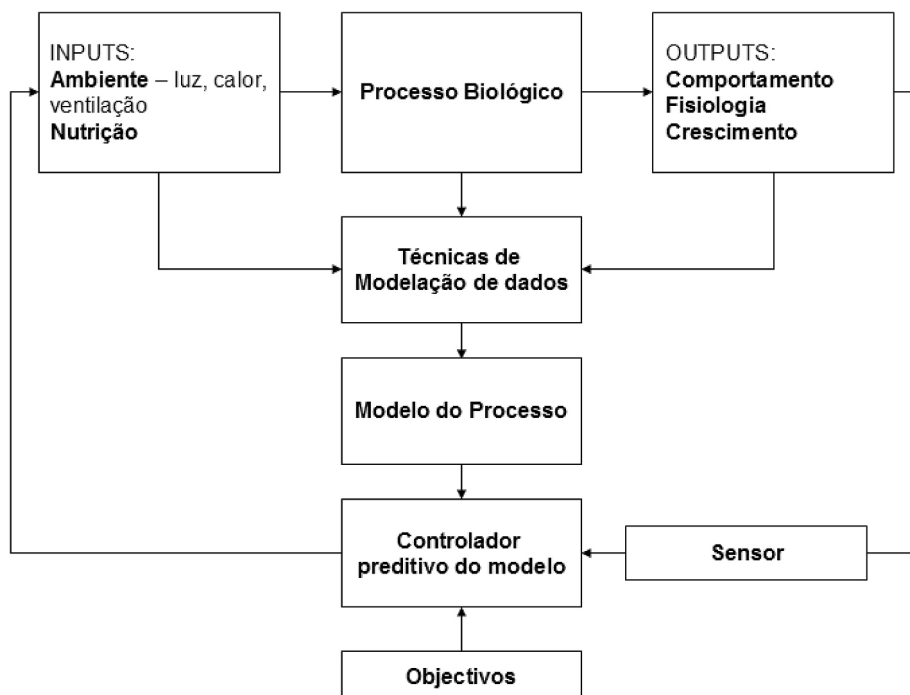 INPUTS:
Ambiente – luz, calor,
ventilação
Nutrição
Processo Biológico
OUTPUTS:
Comportamento
Fisiologia
Crescimento
Técnicas de
Modelação de dados
Modelo do Processo
Controlador
preditivo do modelo
Sensor
Objectivos